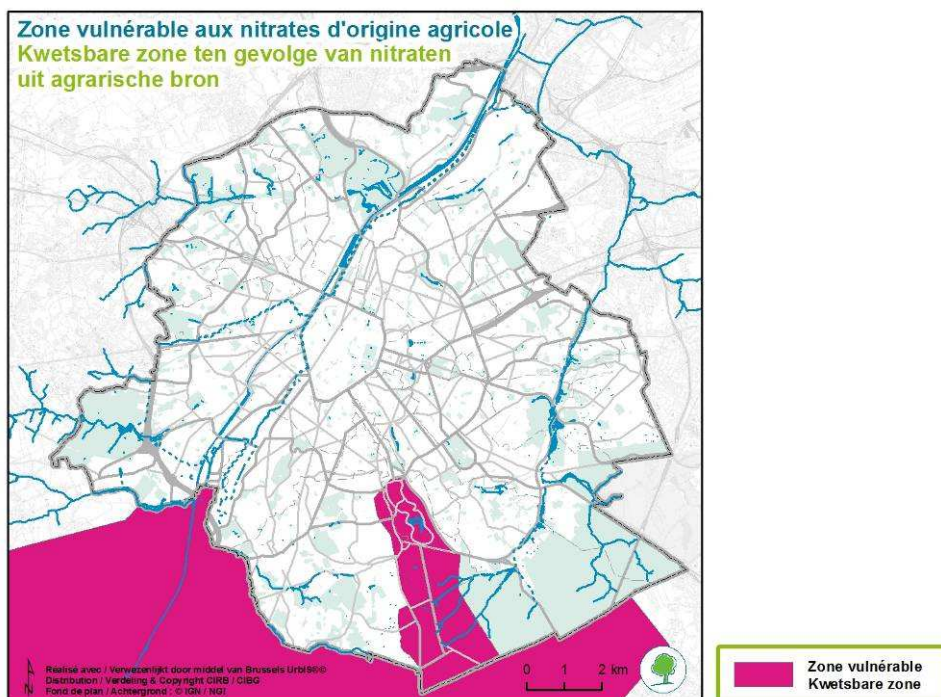 Zone vulnérable aux nitrates d'origine agricole
Kwetsbare zone ten gevolge van nitraten
uit agrarische bron
N
Réalisé avec / Verwezenlijkt door middel van Brussels UrbIS®©
Distribution / Verdeling & Copyright CIRB / CIBG
Fond de plan / Achtergrond : © IGN / NGI
0 1 2 km
Zone vulnérable
Kwetsbare zone